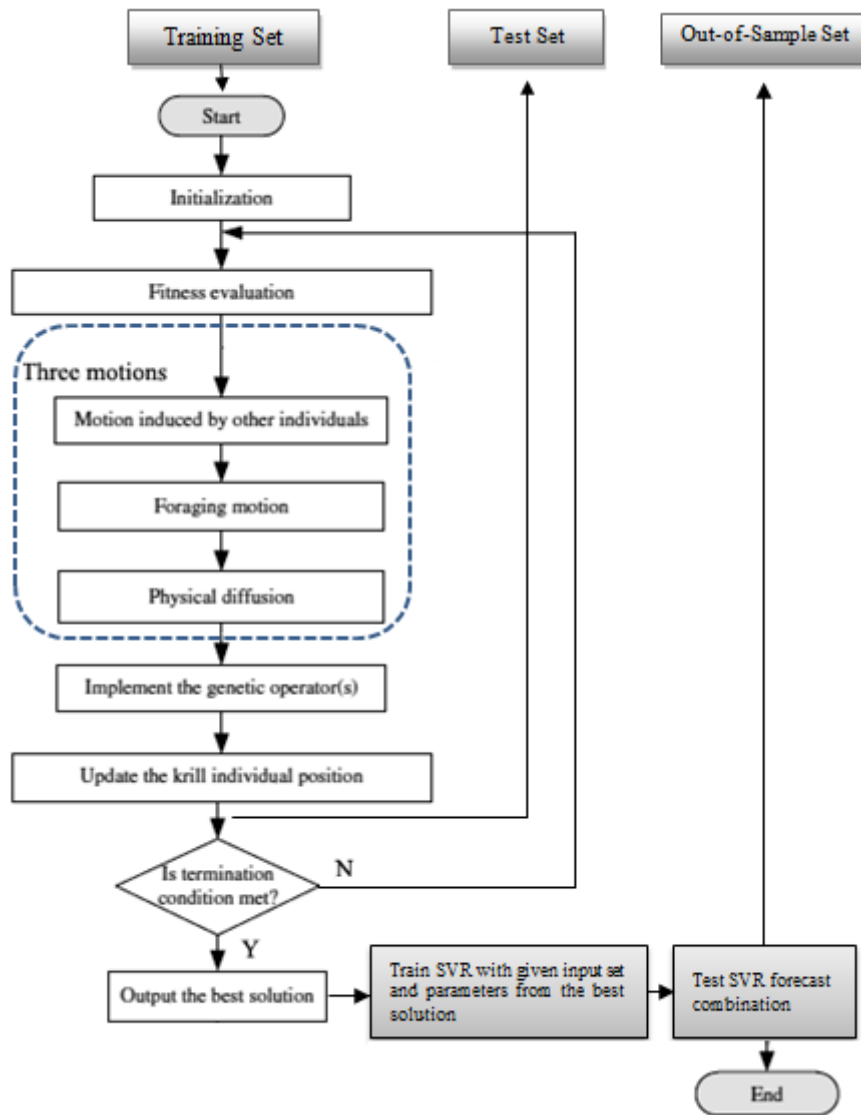 Training Set
Test Set
Out-of-Sample Set
Start
Initialization
Fitness evaluation
Three motions
Motion induced by other individuals
Foraging motion
Physical diffusion
Implement the genetic operator(s)
Update the krill individual position
Is termination
condition met?
N
Y
Output the best solution
Train SVR with given input set
and parameters from the best
solution
Test SVR forecast
combination
End